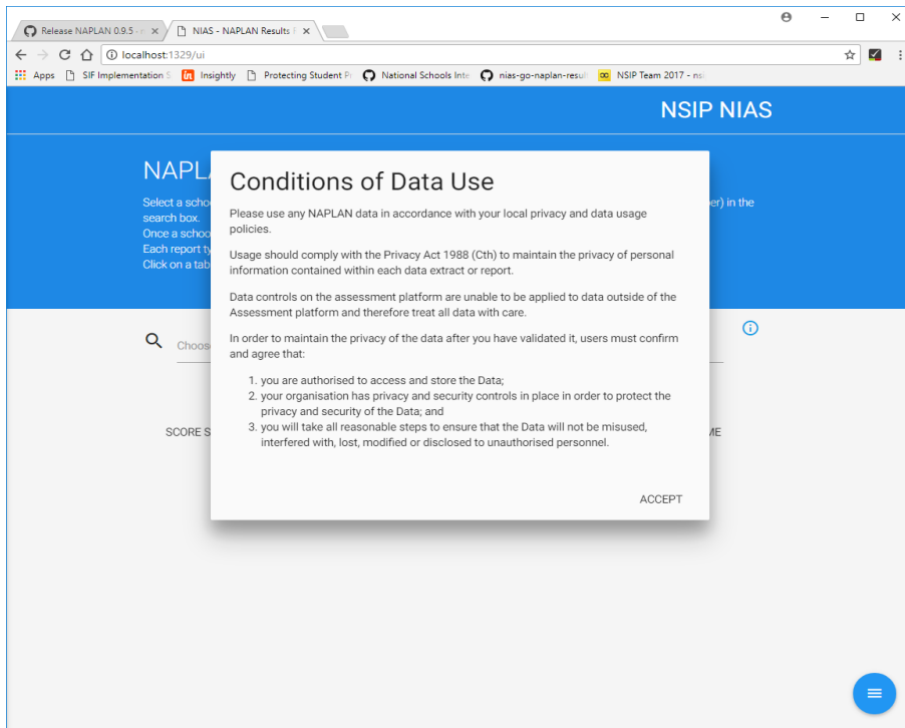 Release NAPLAN 0.9.5
NIAS - NAPLAN Results
localhost:1329/ui
Apps SIF Implementation S Insightly Protecting Student Pr National Schools Inte nias-go-naplan-resul NSIP Team 2017 - nsi
NSIP NIAS
NAPLA
Conditions of Data Use
Select a scho
er) in the
search box.
Once a schoo
Each report ty
Click on a tab
Please use any NAPLAN data in accordance with your local privacy and data usage
policies.
Usage should comply with the Privacy Act 1988 (Cth) to maintain the privacy of personal
information contained within each data extract or report.
Data controls on the assessment platform are unable to be applied to data outside of the
Assessment platform and therefore treat all data with care.
In order to maintain the privacy of the data after you have validated it, users must confirm
and agree that:
1. you are authorised to access and store the Data;
2. your organisation has privacy and security controls in place in order to protect the
privacy and security of the Data; and
3. you will take all reasonable steps to ensure that the Data will not be misused,
interfered with, lost, modified or disclosed to unauthorised personnel.
Choos
SCORE S
ME
ACCEPT